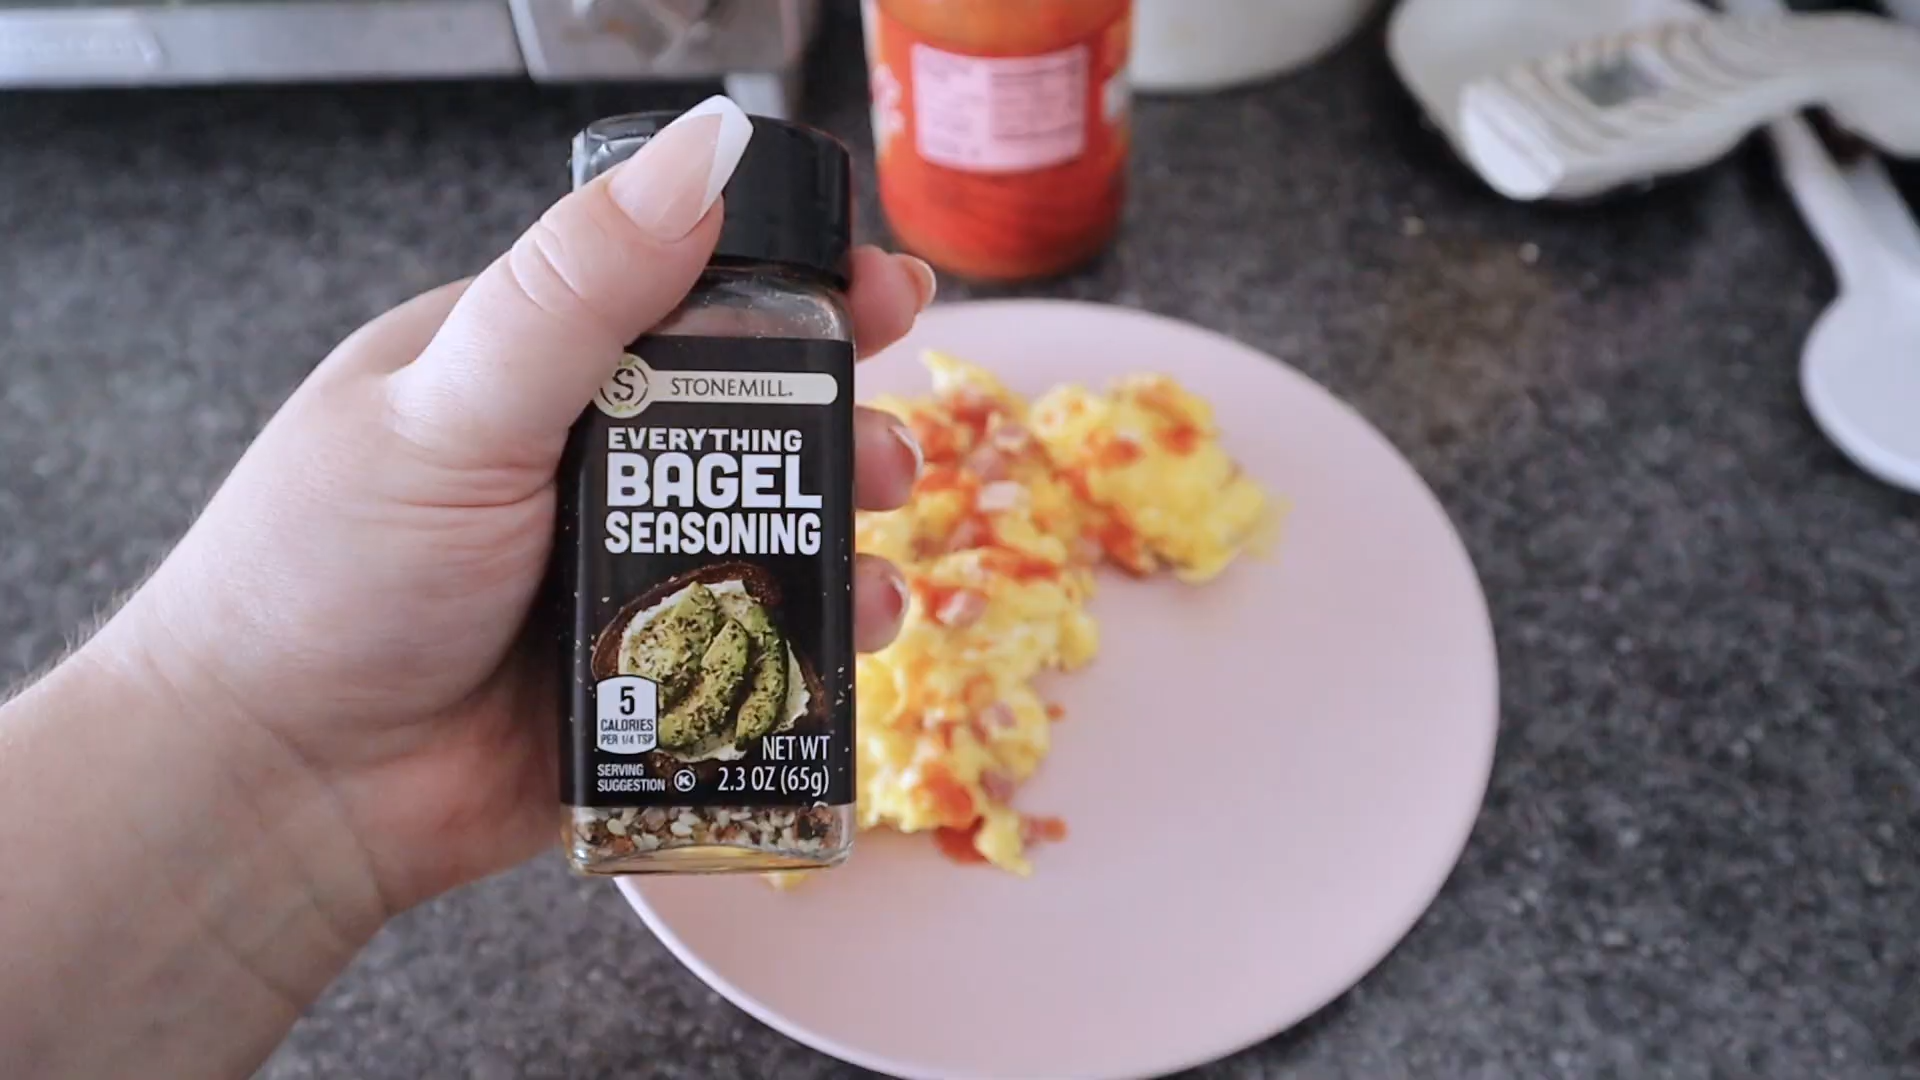 S STONEMILL®
EVERYTHING
BAGEL
SEASONING
5
CALORIES
PER 1/4 TSP
SERVING
SUGGESTION
K
NET WT
2.3 OZ (65g)